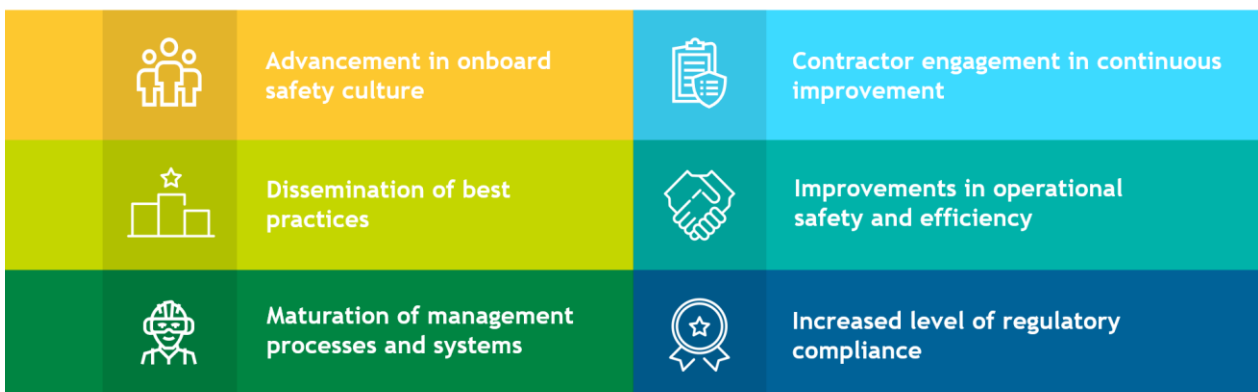 Advancement in onboard
safety culture
Contractor engagement in continuous
improvement
Dissemination of best
practices
Improvements in operational
safety and efficiency
Maturation of management
processes and systems
Increased level of regulatory
compliance